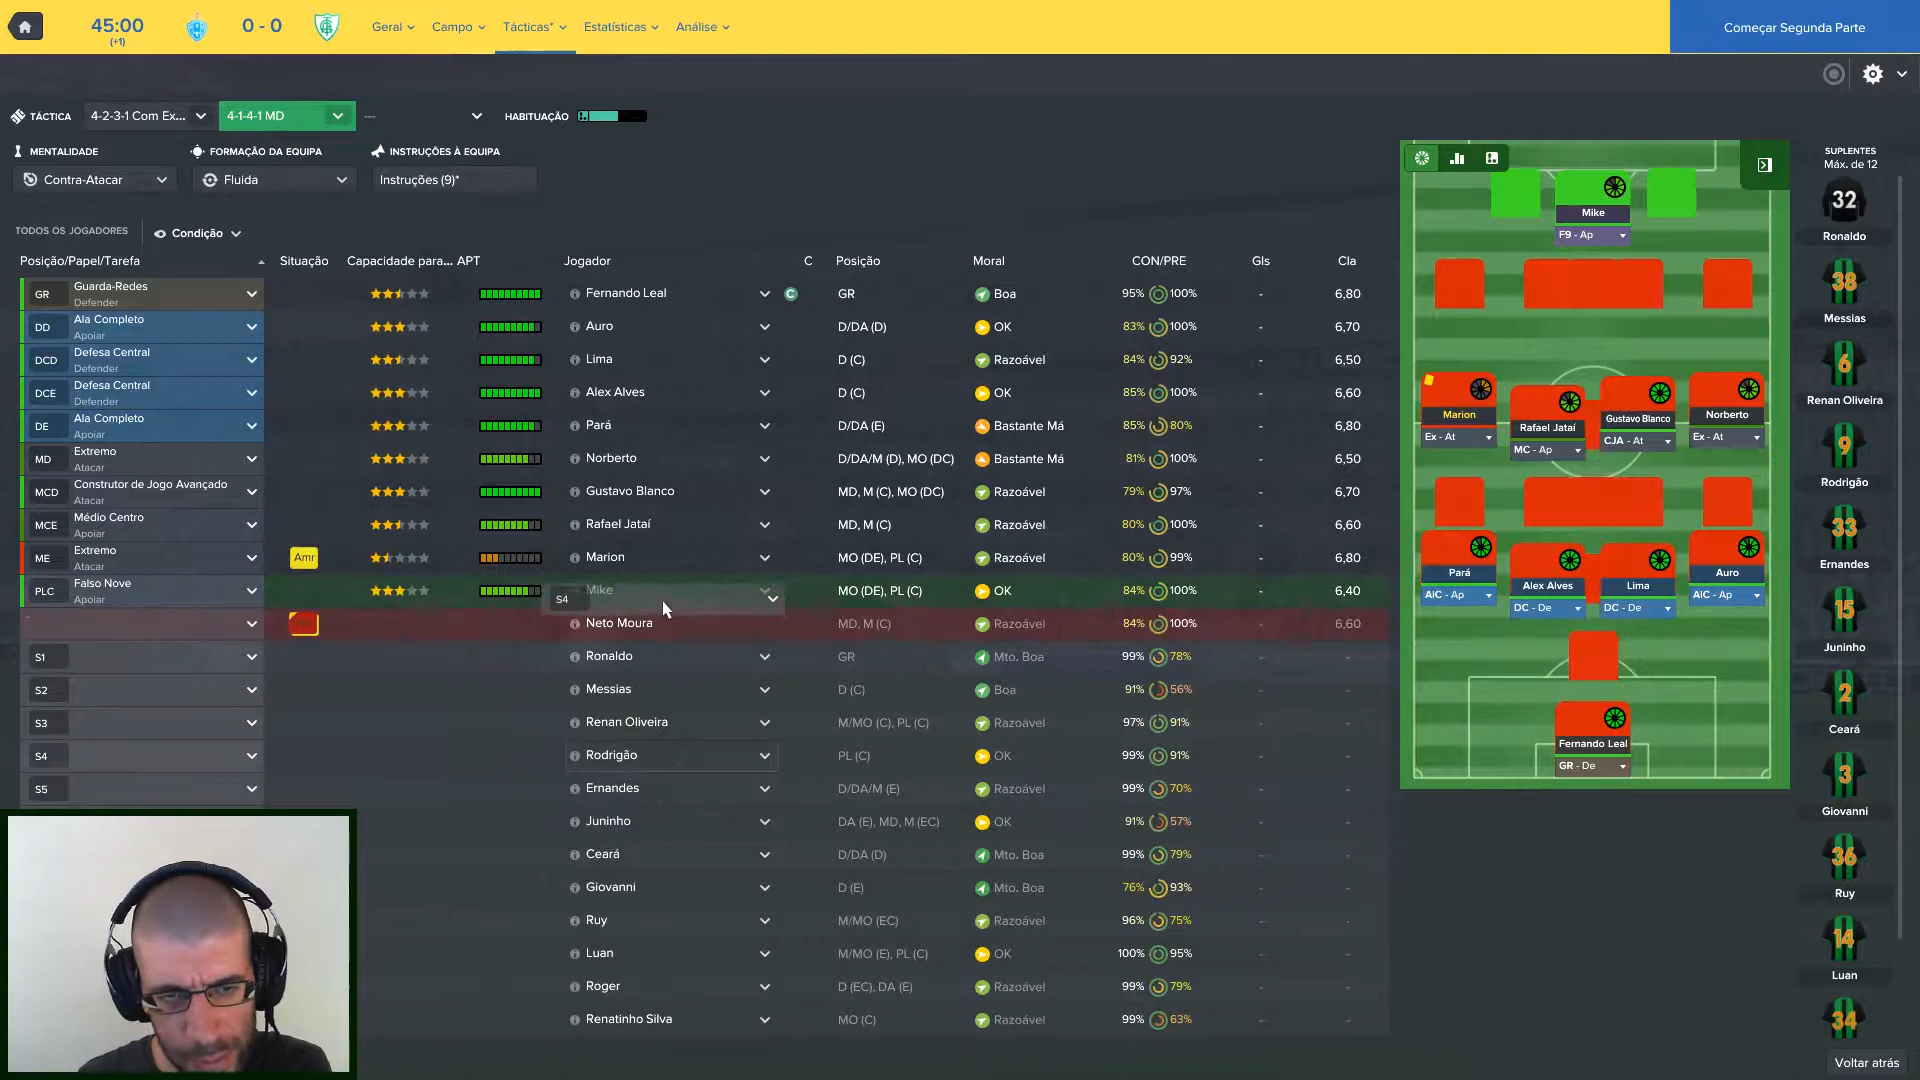 45:00
(+1)
0 - 0
Geral
Campo
Tácticas*
Estatísticas
Análise
Começar Segunda Parte
TÁCTICA
4-2-3-1 Com Ex...
4-1-4-1 MD
---
HABITUAÇÃO
MENTALIDADE
FORMAÇÃO DA EQUIPA
INSTRUÇÕES À EQUIPA
Contra-Atacar
Fluida
Instruções (9)*
TODOS OS JOGADORES
Condição
Posição/Papel/Tarefa
Situação
Capacidade para...
APT
Jogador
C
Posição
Moral
CON/PRE
Gls
Cla
GR Guarda-Redes Defender Fernando Leal C GR Boa 95% 100% - 6,80
DD Ala Completo Apoiar Auro D/DA (D) OK 83% 100% - 6,70
DCD Defesa Central Defender Lima D (C) Razoável 84% 92% - 6,50
DCE Defesa Central Defender Alex Alves D (C) OK 85% 100% - 6,60
DE Ala Completo Apoiar Pará D/DA (E) Bastante Má 85% 80% - 6,80
MD Extremo Atacar Norberto D/DA/M (D), MO (DC) Bastante Má 81% 100% - 6,50
MCD Construtor de Jogo Avançado Atacar Gustavo Blanco MD, M (C), MO (DC) Razoável 79% 97% - 6,70
MCE Médio Centro Apoiar Rafael Jataí MD, M (C) Razoável 80% 100% - 6,60
ME Extremo Atacar Amr Marion MO (DE), PL (C) Razoável 80% 99% - 6,80
PLC Falso Nove Apoiar Mike MO (DE), PL (C) OK 84% 100% - 6,40
S4
- Neto Moura MD, M (C) Razoável 84% 100% - 6,60
S1 Ronaldo GR Mto. Boa 99% 78% - -
S2 Messias D (C) Boa 91% 56% - -
S3 Renan Oliveira M/MO (C), PL (C) Razoável 97% 91% - -
S4 Rodrigão PL (C) OK 99% 91% - -
S5 Ernandes D/DA/M (E) Razoável 99% 70% - -
Juninho DA (E), MD, M (EC) OK 91% 57% - -
Ceará D/DA (D) Mto. Boa 99% 79% - -
Giovanni D (E) Mto. Boa 76% 93% - -
Ruy M/MO (EC) Razoável 96% 75% - -
Luan M/MO (E), PL (C) OK 100% 95% - -
Roger D (EC), DA (E) Razoável 99% 79% - -
Renatinho Silva MO (C) Razoável 99% 63% - -
Mike
F9 - Ap
Marion
Ex - At
Rafael Jataí
MC - Ap
Gustavo Blanco
CJA - At
Norberto
Ex - At
Pará
AIC - Ap
Alex Alves
DC - De
Lima
DC - De
Auro
AIC - Ap
Fernando Leal
GR - De
SUPLENTES
Máx. de 12
32
Ronaldo
38
Messias
6
Renan Oliveira
9
Rodrigão
33
Ernandes
15
Juninho
2
Ceará
3
Giovanni
36
Ruy
14
Luan
34
Voltar atrás